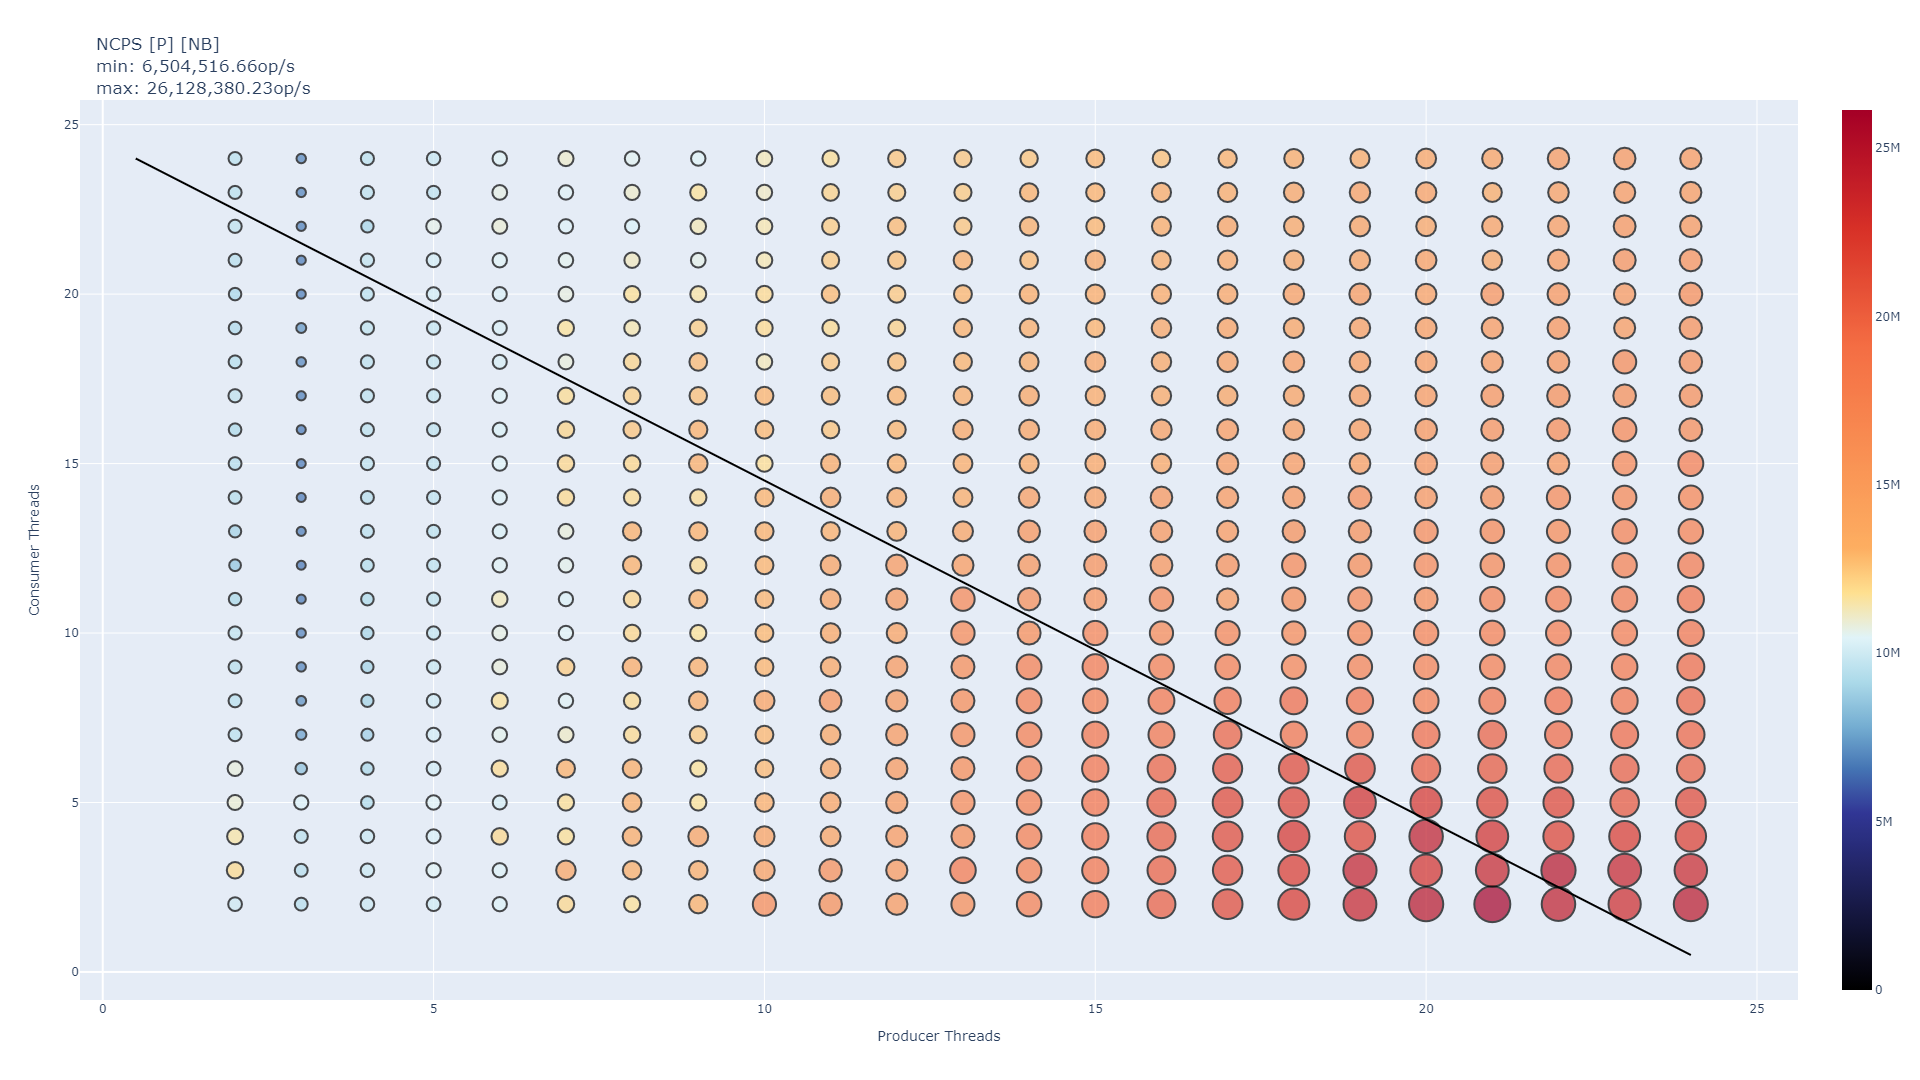 NCPS [P] [NB]
min: 6,504,516.66op/s
max: 26,128,380.23op/s
25
20
15
10
5
0
Consumer Threads
0 5 10 15 20 25
Producer Threads
25M
20M
15M
10M
5M
0